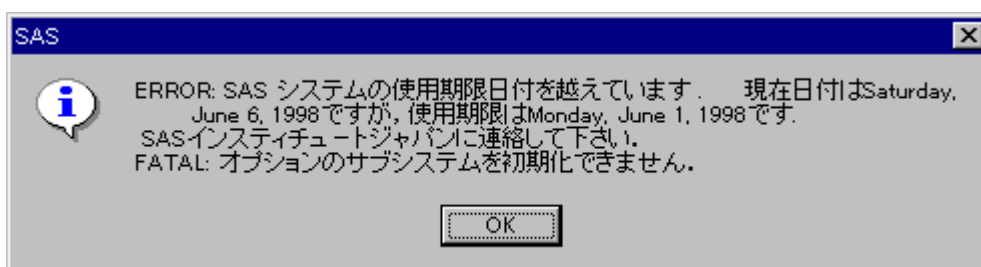 SAS
ERROR: SAS システムの使用期限日付を越えています. 現在日付はSaturday,
June 6, 1998ですが, 使用期限はMonday, June 1, 1998です.
SASインスティチュートジャパンに連絡して下さい.
FATAL: オプションのサブシステムを初期化できません.
OK